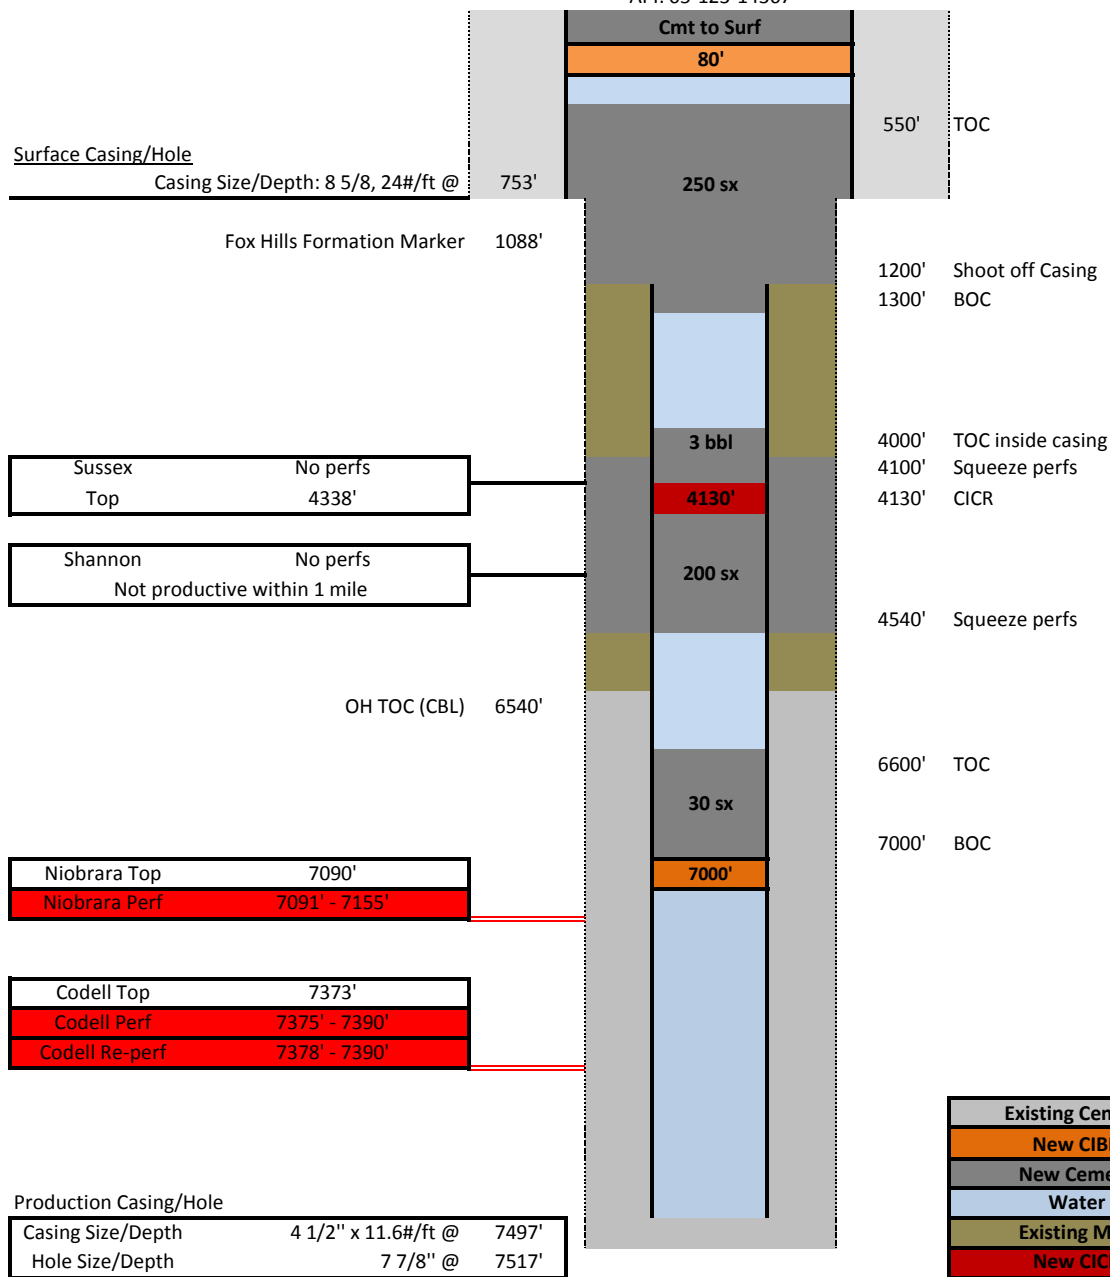 Cmt to Surf
80'
550' TOC
Surface Casing/Hole
Casing Size/Depth: 8 5/8, 24#/ft @ 753' 250 sx
Fox Hills Formation Marker 1088'
1200' Shoot off Casing
1300' BOC
3 bbl 4000' TOC inside casing
Sussex No perfs 4100' Squeeze perfs
Top 4338' 4130' 4130' CICR
Shannon No perfs
Not productive within 1 mile
200 sx
4540' Squeeze perfs
OH TOC (CBL) 6540'
6600' TOC
30 sx
7000' BOC
Niobrara Top 7090' 7000'
Niobrara Perf 7091' - 7155'
Codell Top 7373'
Codell Perf 7375' - 7390'
Codell Re-perf 7378' - 7390'
Existing Cem
New CIB
New Ceme
Water
Existing M
New CIC
Production Casing/Hole
Casing Size/Depth 4 1/2'' x 11.6#/ft @ 7497'
Hole Size/Depth 7 7/8'' @ 7517'